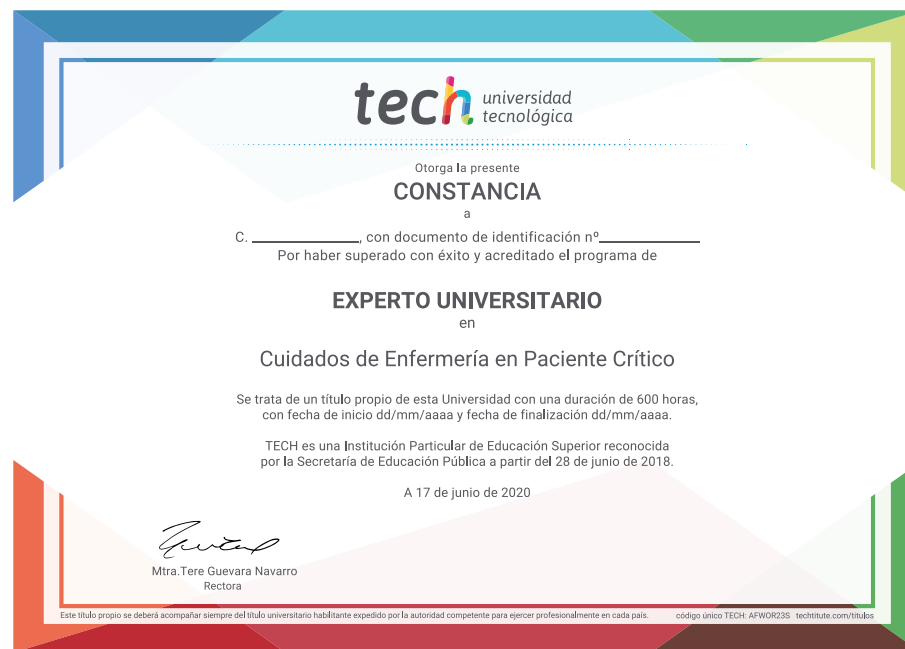 tech universidad
tecnológica
Otorga la presente
CONSTANCIA
a
C. ______________, con documento de identificación nº______________
Por haber superado con éxito y acreditado el programa de
EXPERTO UNIVERSITARIO
en
Cuidados de Enfermería en Paciente Crítico
Se trata de un título propio de esta Universidad con una duración de 600 horas,
con fecha de inicio dd/mm/aaaa y fecha de finalización dd/mm/aaaa.
TECH es una Institución Particular de Educación Superior reconocida
por la Secretaría de Educación Pública a partir del 28 de junio de 2018.
A 17 de junio de 2020
Mtra.Tere Guevara Navarro
Rectora
Este título propio se deberá acompañar siempre del título universitario habilitante expedido por la autoridad competente para ejercer profesionalmente en cada país. código único TECH: AFWOR23S techtitute.com/titulos